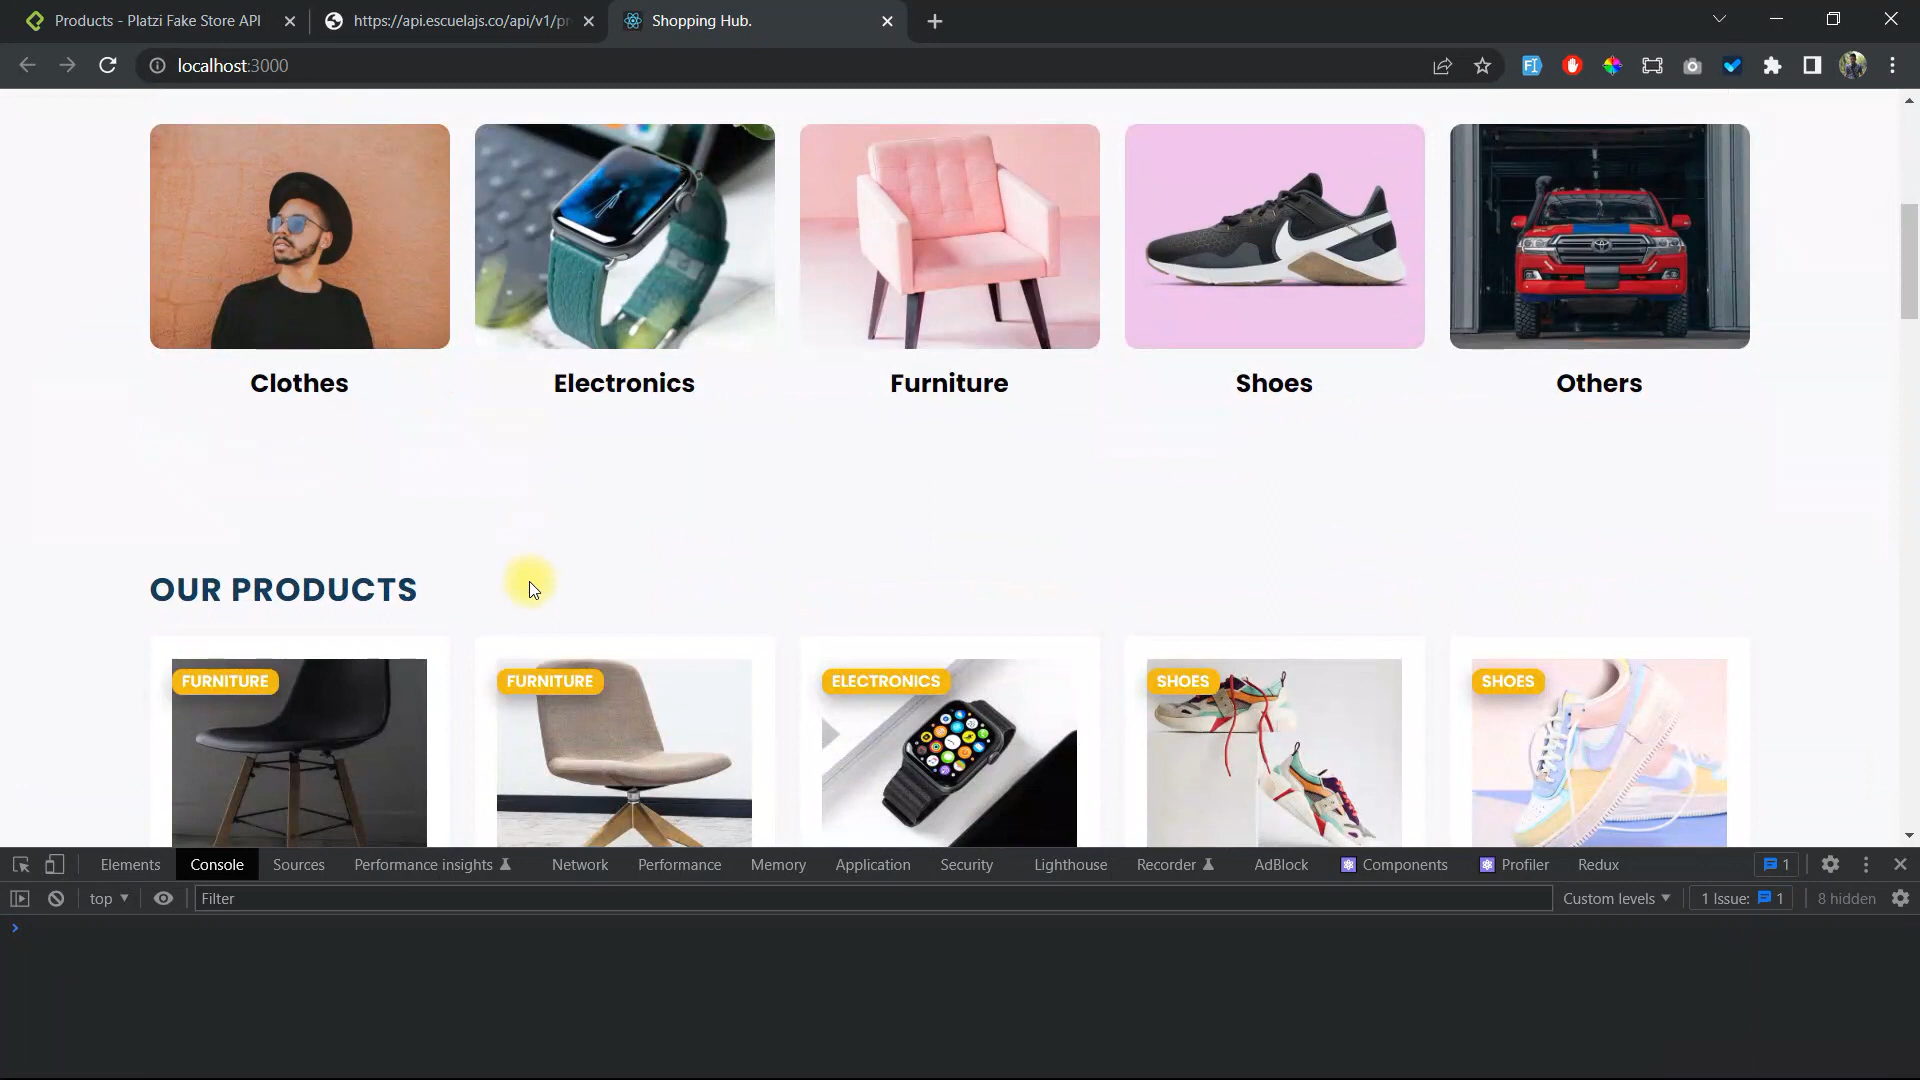 Products - Platzi Fake Store API
https://api.escuelajs.co/api/v1/pr
Shopping Hub.
localhost:3000
Clothes
Electronics
Furniture
Shoes
Others
OUR PRODUCTS
FURNITURE
FURNITURE
ELECTRONICS
SHOES
SHOES
Elements Console Sources Performance insights Network Performance Memory Application Security Lighthouse Recorder AdBlock Components Profiler Redux 1
top Filter Custom levels 1 Issue: 1 8 hidden